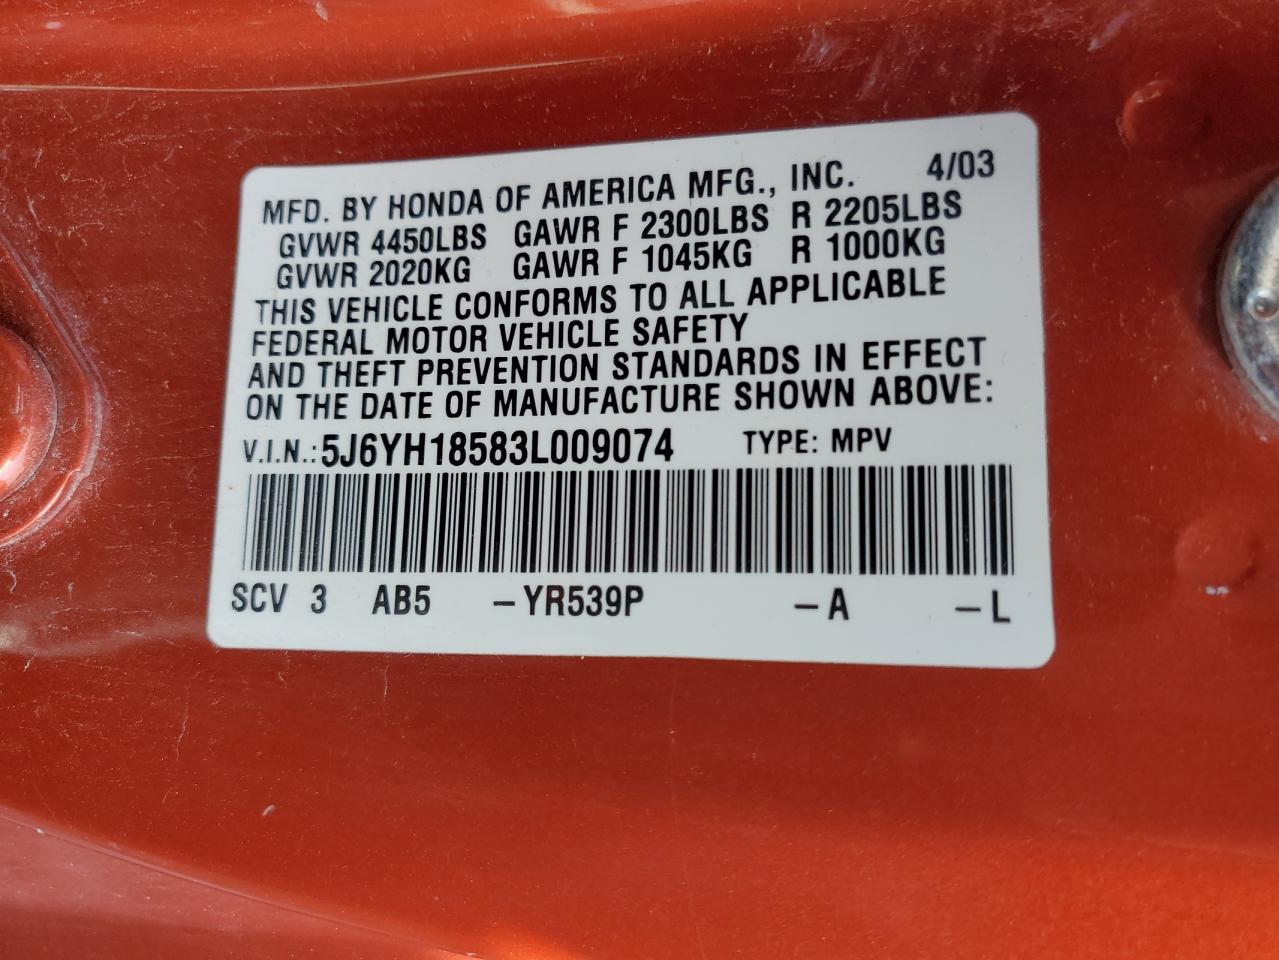 MFD. BY HONDA OF AMERICA MFG., INC. 4/03
GVWR 4450LBS GAWR F 2300LBS R 2205LBS
GVWR 2020KG GAWR F 1045KG R 1000KG
THIS VEHICLE CONFORMS TO ALL APPLICABLE
FEDERAL MOTOR VEHICLE SAFETY
AND THEFT PREVENTION STANDARDS IN EFFECT
ON THE DATE OF MANUFACTURE SHOWN ABOVE:
V.I.N.: 5J6YH18583L009074 TYPE: MPV
SCV 3 AB5 –YR539P –A –L